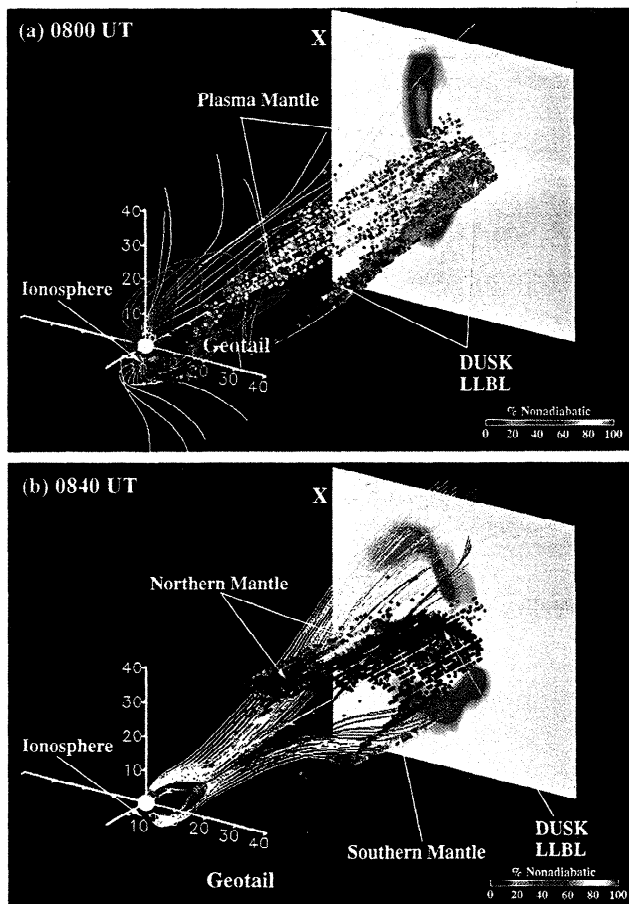 (a) 0800 UT
X
Plasma Mantle
40
30
20
10
Ionosphere
Geotail
10
20
30
40
DUSK
LLBL
% Nonadiabatic
0 20 40 60 80 100
(b) 0840 UT
X
Northern Mantle
40
30
20
10
Ionosphere
10
20
30
40
Geotail
Southern Mantle
DUSK
LLBL
% Nonadiabatic
0 20 40 60 80 100